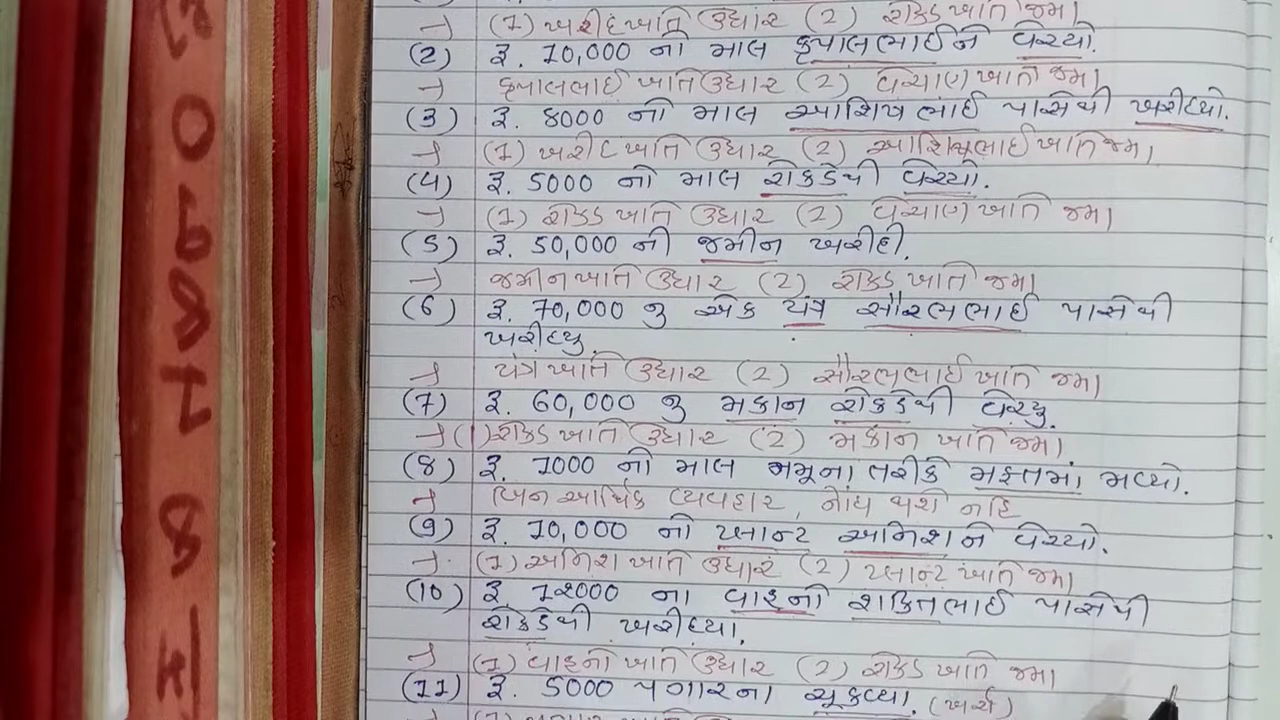 → (1) ખરીદ ખાતે ઉધાર (2) રોકડ ખાતે જમા
(2) રૂ. 10,000 નો માલ કૃપાલભાઈને વેચ્યો.
→ કૃપાલભાઈ ખાતે ઉધાર (2) વેચાણ ખાતે જમા
(3) રૂ. 8000 નો માલ આશિષભાઈ પાસેથી ખરીદ્યો.
→ (1) ખરીદ ખાતે ઉધાર (2) આશિષભાઈ ખાતે જમા
(4) રૂ. 5000 નો માલ રોકડેથી વેચ્યો.
→ (1) રોકડ ખાતે ઉધાર (2) વેચાણ ખાતે જમા
(5) રૂ. 50,000 ની જમીન ખરીદી.
→ જમીન ખાતે ઉધાર (2) રોકડ ખાતે જમા
(6) રૂ. 70,000 નુ એક યંત્ર સૌરભભાઈ પાસેથી
ખરીદ્યુ.
→ યંત્ર ખાતે ઉધાર (2) સૌરભભાઈ ખાતે જમા
(7) રૂ. 60,000 નુ મકાન રોકડેથી વેચ્યુ.
→ (1) રોકડ ખાતે ઉધાર (2) મકાન ખાતે જમા.
(8) રૂ. 1000 નો માલ નમૂના તરીકે મફતમાં મળ્યો.
→ બિન આર્થિક વ્યવહાર, નોંધ થશે નહિ
(9) રૂ. 10,000 નો પ્લાન્ટ અનિશને વેચ્યો.
→ (1) અનિશ ખાતે ઉધાર (2) પ્લાન્ટ ખાતે જમા
(10) રૂ. 12000 ના વાહનો શક્તિભાઈ પાસેથી
રોકડેથી ખરીદ્યા.
→ (1) વાહનો ખાતે ઉધાર (2) રોકડ ખાતે જમા
(11) રૂ. 5000 પગારના ચૂકવ્યા. (ખર્ચ)